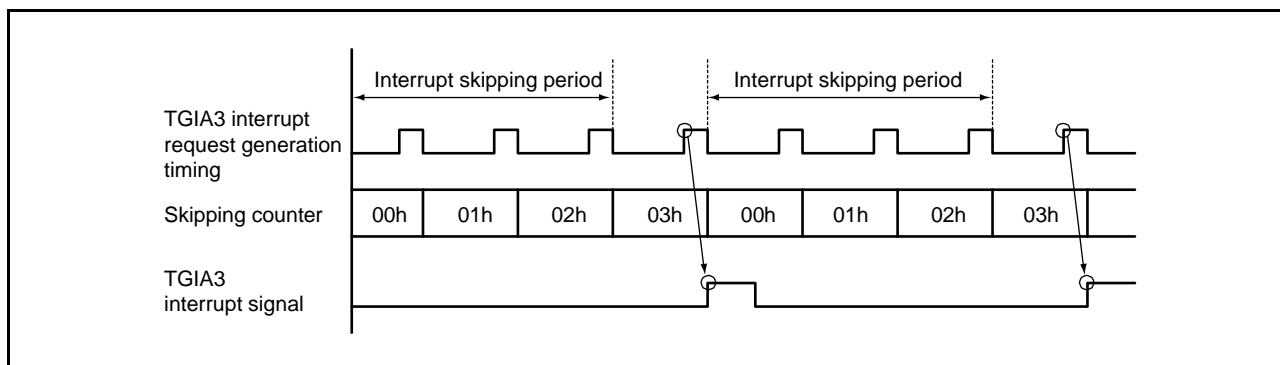 Interrupt skipping period
Interrupt skipping period
TGIA3 interrupt
request generation
timing
Skipping counter
00h
01h
02h
03h
00h
01h
02h
03h
TGIA3
interrupt signal